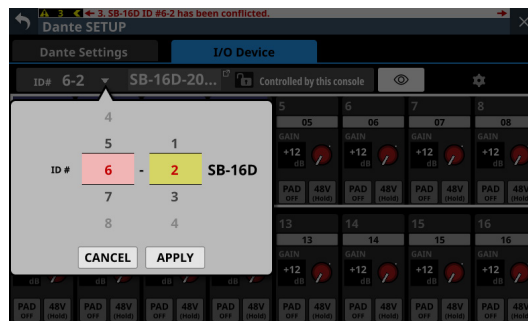 3 ← 3. SB-16D ID #6-2 has been conflicted. →
Dante SETUP
Dante Settings I/O Device
ID# 6-2 SB-16D-20... Controlled by this console
5 6 7 8
05 06 07 08
GAIN GAIN GAIN GAIN
+12 +12 +12 +12
dB dB dB dB
PAD OFF 48V (Hold) PAD OFF 48V (Hold) PAD OFF 48V (Hold) PAD OFF 48V (Hold)
4
5 1
ID # 6 - 2 SB-16D
7 3
8 4
CANCEL APPLY
13 14 15 16
13 14 15 16
GAIN GAIN GAIN GAIN
+12 +12 +12 +12
dB dB dB dB dB dB dB dB
PAD OFF 48V (Hold) PAD OFF 48V (Hold) PAD OFF 48V (Hold) PAD OFF 48V (Hold) PAD OFF 48V (Hold) PAD OFF 48V (Hold) PAD OFF 48V (Hold) PAD OFF 48V (Hold)